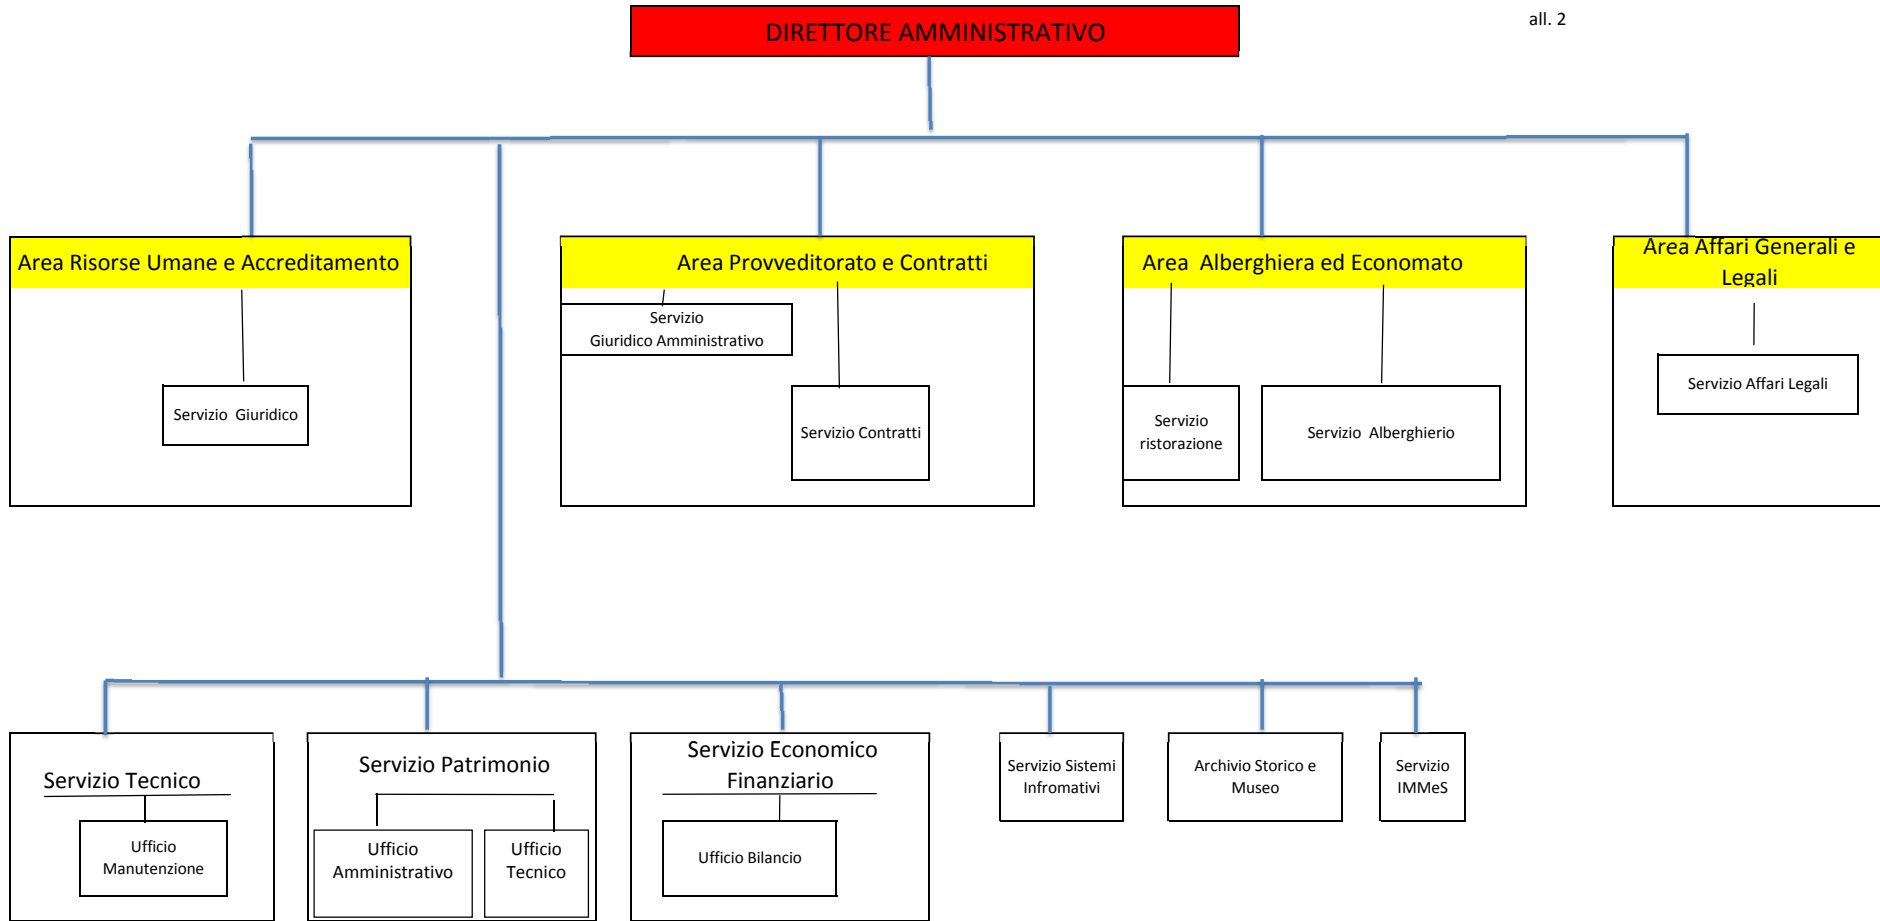 all. 2
DIRETTORE AMMINISTRATIVO
Area Risorse Umane e Accreditamento
Servizio Giuridico
Area Provveditorato e Contratti
Servizio
Giuridico Amministrativo
Servizio Contratti
Area Alberghiera ed Economato
Servizio
ristorazione
Servizio Alberghierio
Area Affari Generali e
Legali
Servizio Affari Legali
Servizio Tecnico
Ufficio
Manutenzione
Servizio Patrimonio
Ufficio
Amministrativo
Ufficio
Tecnico
Servizio Economico
Finanziario
Ufficio Bilancio
Servizio Sistemi
Infromativi
Archivio Storico e
Museo
Servizio
IMMeS